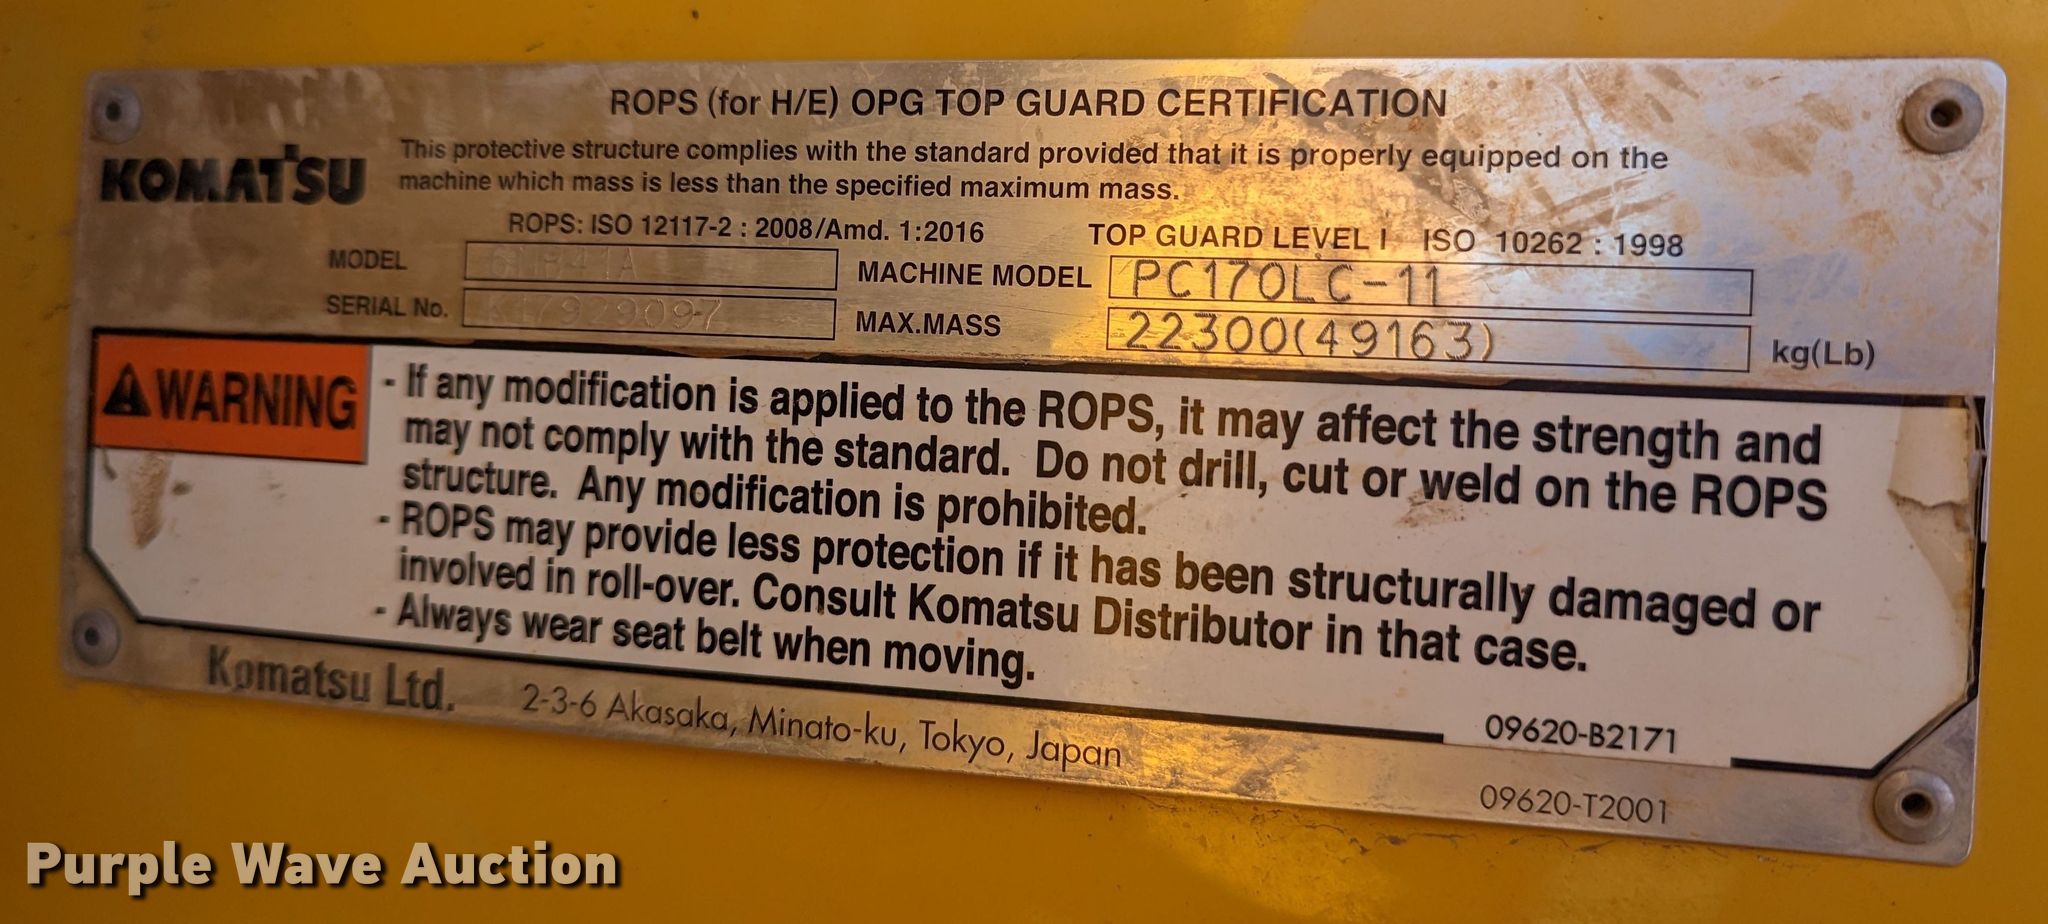 ROPS (for H/E) OPG TOP GUARD CERTIFICATION
KOMATSU
This protective structure complies with the standard provided that it is properly equipped on the
machine which mass is less than the specified maximum mass.
ROPS: ISO 12117-2 : 2008/Amd. 1:2016 TOP GUARD LEVEL I ISO 10262 : 1998
MODEL MACHINE MODEL PC170LC-11
SERIAL No. MAX.MASS 22300(49163) kg(Lb)
WARNING
- If any modification is applied to the ROPS, it may affect the strength and
may not comply with the standard. Do not drill, cut or weld on the ROPS
structure. Any modification is prohibited.
- ROPS may provide less protection if it has been structurally damaged or
involved in roll-over. Consult Komatsu Distributor in that case.
- Always wear seat belt when moving.
09620-B2171
Komatsu Ltd. 2-3-6 Akasaka, Minato-ku, Tokyo, Japan
09620-T2001
Purple Wave Auction